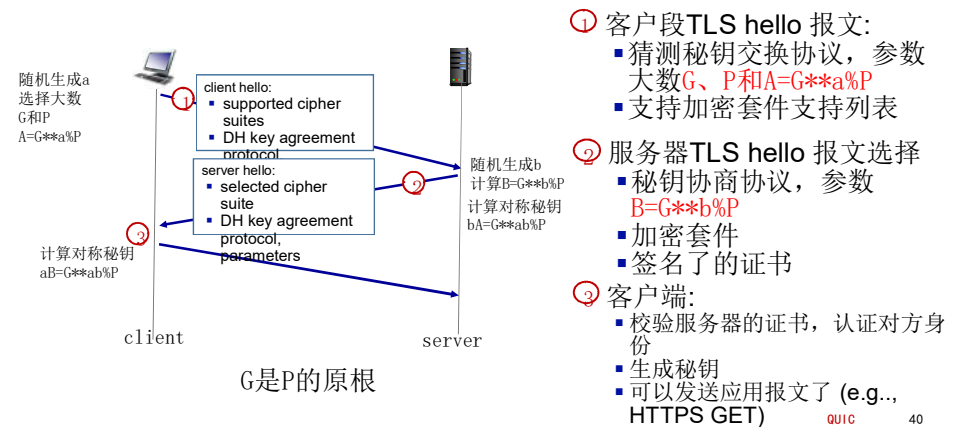 随机生成a
选择大数
G和P
A=G**a%P
1
client hello:
▪ supported cipher
suites
▪ DH key agreement
protocol,
server hello:
▪ selected cipher
suite
▪ DH key agreement
protocol,
parameters
2
3
随机生成b
计算B=G**b%P
计算对称秘钥
bA=G**ab%P
计算对称秘钥
aB=G**ab%P
client
server
G是P的原根
1 客户段TLS hello 报文:
▪猜测秘钥交换协议，参数
大数G、P和A=G**a%P
▪支持加密套件支持列表
2 服务器TLS hello 报文选择
▪秘钥协商协议，参数
B=G**b%P
▪加密套件
▪签名了的证书
3 客户端:
▪校验服务器的证书，认证对方身
份
▪生成秘钥
▪可以发送应用报文了 (e.g..,
HTTPS GET)
QUIC 40